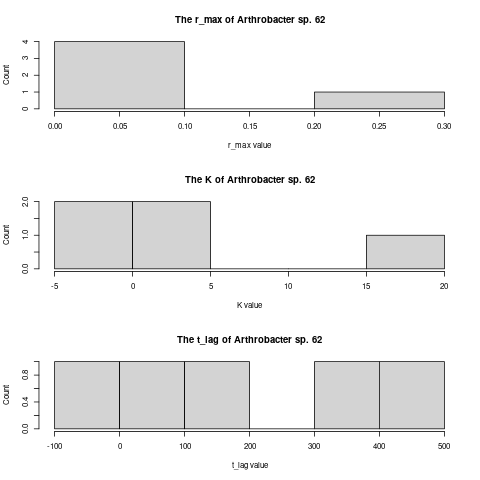 The r_max of Arthrobacter sp. 62
Count
4
3
2
1
0
0.00 0.05 0.10 0.15 0.20 0.25 0.30
r_max value
The K of Arthrobacter sp. 62
Count
2.0
1.0
0.0
-5 0 5 10 15 20
K value
The t_lag of Arthrobacter sp. 62
Count
0.8
0.4
0.0
-100 0 100 200 300 400 500
t_lag value